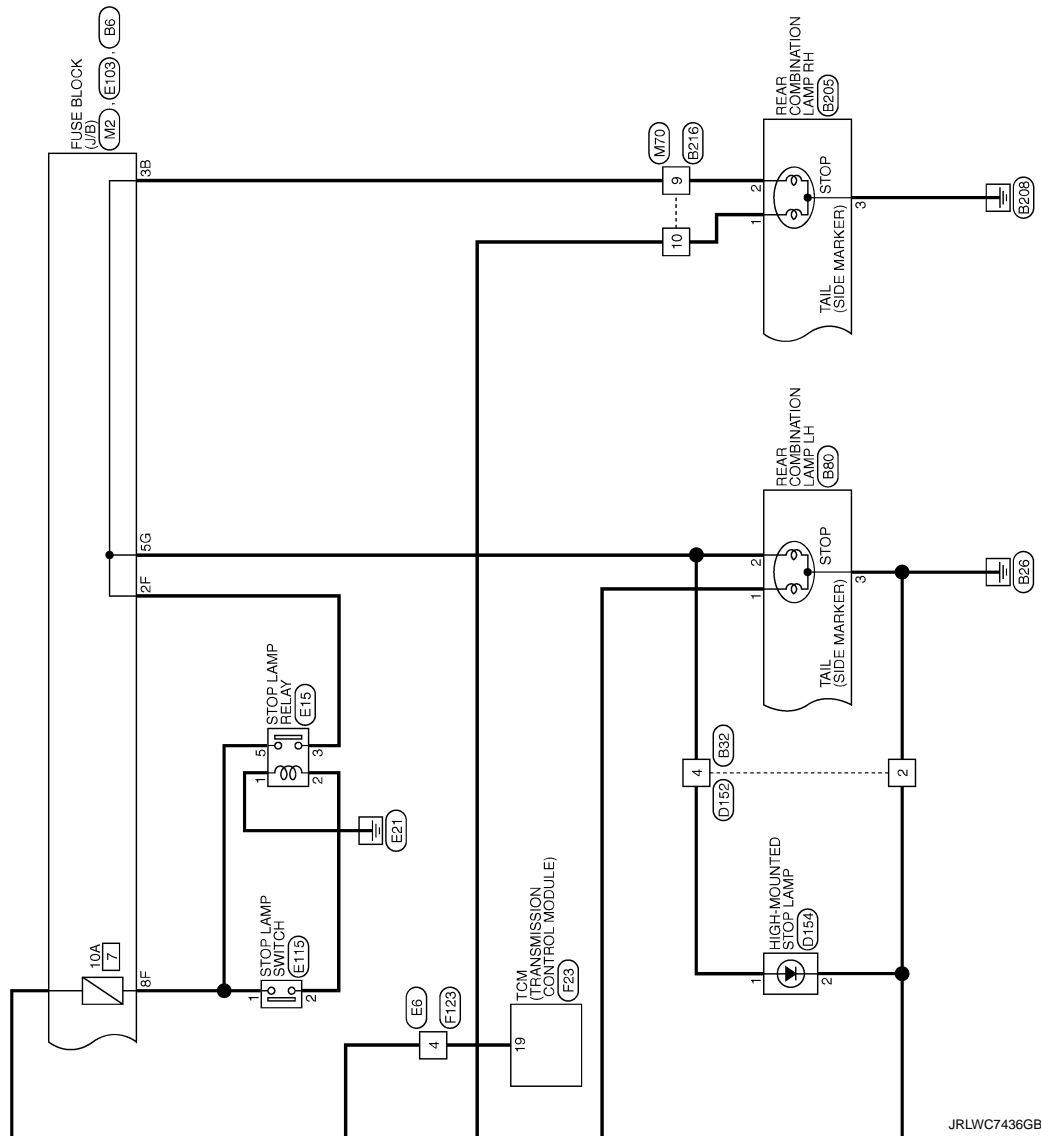 FUSE BLOCK
(J/B)
M2 , E103 , B6
10A
7
8F
2F
5G
3B
STOP LAMP
SWITCH
E115
1
2
STOP LAMP
RELAY
E15
5
1
3
2
E21
E6
F123
4
TCM
(TRANSMISSION
CONTROL MODULE)
F23
19
M70
B216
9
10
REAR
COMBINATION
LAMP RH
B205
2
1
STOP
TAIL
(SIDE MARKER)
3
B208
REAR
COMBINATION
LAMP LH
B80
2
1
STOP
TAIL
(SIDE MARKER)
3
B26
B32
D152
4
2
HIGH-MOUNTED
STOP LAMP
D154
1
2
JRLWC7436GB